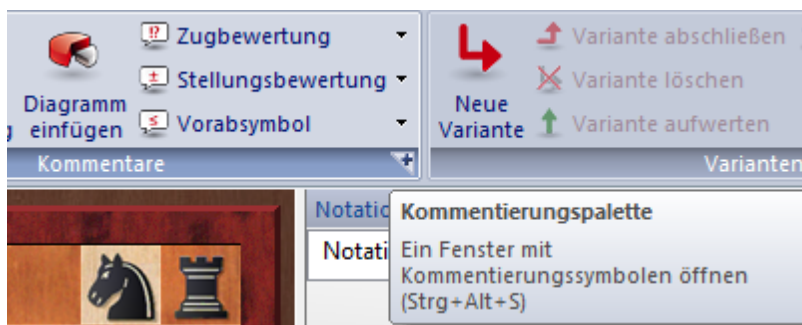 !? Zugbewertung
± Stellungsbewertung
Diagramm
einfügen
≤ Vorabsymbol
Kommentare
Neue
Variante
Variante abschließen
Variante löschen
Variante aufwerten
Varianten
Notatio
Notati
Kommentierungspalette
Ein Fenster mit
Kommentierungssymbolen öffnen
(Strg+Alt+S)